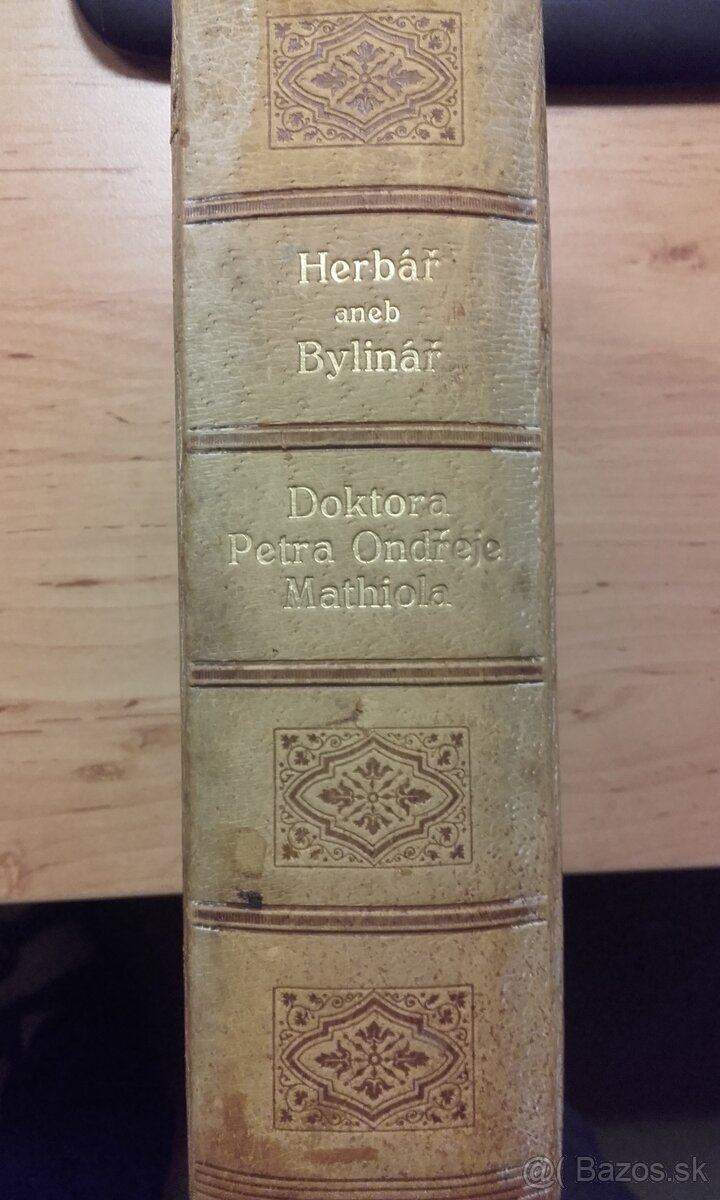 Herbář
aneb
Bylinář
Doktora
Petra Ondřeje
Mathiola
@( Bazos.sk